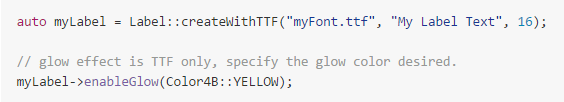 auto myLabel = Label::createWithTTF("myFont.ttf", "My Label Text", 16);
// glow effect is TTF only, specify the glow color desired.
myLabel->enableGlow(Color4B::YELLOW);